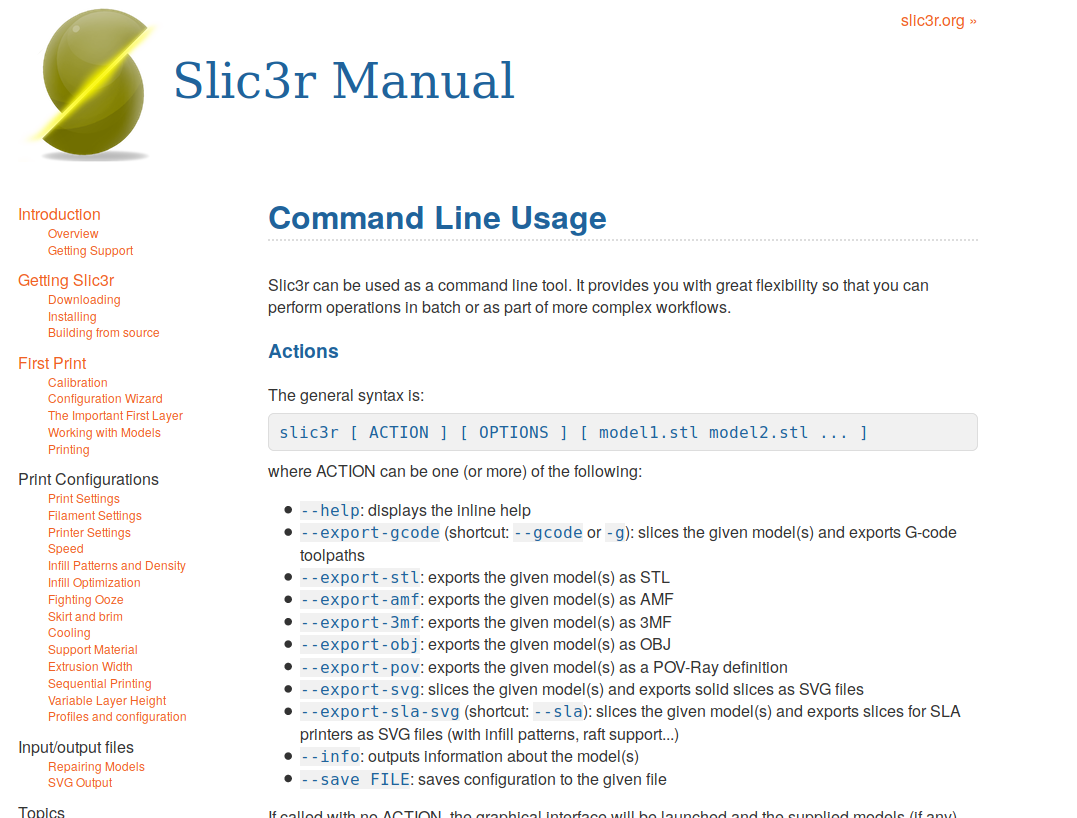 slic3r.org »
Slic3r Manual
Introduction
Overview
Getting Support
Getting Slic3r
Downloading
Installing
Building from source
First Print
Calibration
Configuration Wizard
The Important First Layer
Working with Models
Printing
Print Configurations
Print Settings
Filament Settings
Printer Settings
Speed
Infill Patterns and Density
Infill Optimization
Fighting Ooze
Skirt and brim
Cooling
Support Material
Extrusion Width
Sequential Printing
Variable Layer Height
Profiles and configuration
Input/output files
Repairing Models
SVG Output
Topics
Command Line Usage
Slic3r can be used as a command line tool. It provides you with great flexibility so that you can
perform operations in batch or as part of more complex workflows.
Actions
The general syntax is:
slic3r [ ACTION ] [ OPTIONS ] [ model1.stl model2.stl ... ]
where ACTION can be one (or more) of the following:
--help: displays the inline help
--export-gcode (shortcut: --gcode or -g): slices the given model(s) and exports G-code
toolpaths
--export-stl: exports the given model(s) as STL
--export-amf: exports the given model(s) as AMF
--export-3mf: exports the given model(s) as 3MF
--export-obj: exports the given model(s) as OBJ
--export-pov: exports the given model(s) as a POV-Ray definition
--export-svg: slices the given model(s) and exports solid slices as SVG files
--export-sla-svg (shortcut: --sla): slices the given model(s) and exports slices for SLA
printers as SVG files (with infill patterns, raft support...)
--info: outputs information about the model(s)
--save FILE: saves configuration to the given file
If called with no ACTION, the graphical interface will be launched and the supplied models (if any)